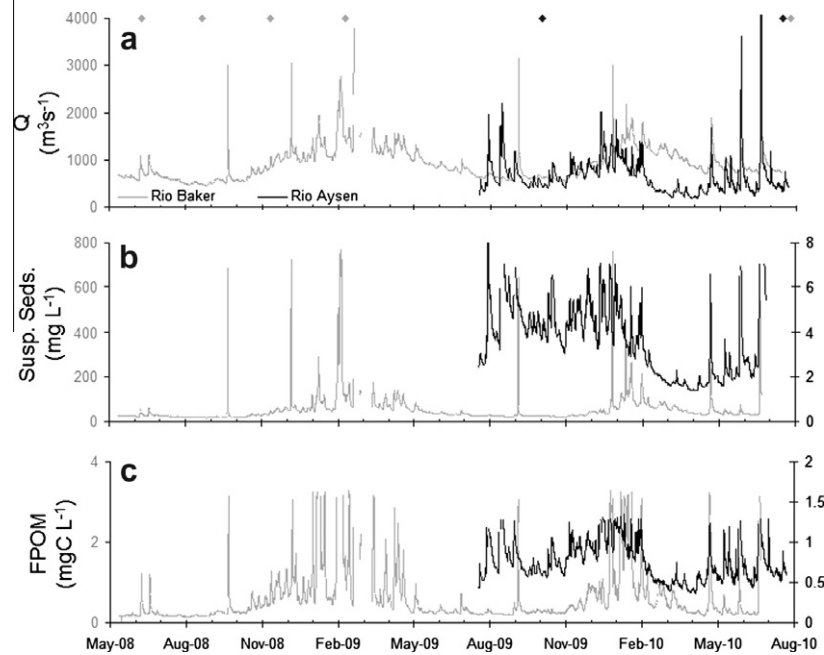 a
4000
3000
2000
1000
0
Q
(m³s⁻¹)
Rio Baker
Rio Aysen
b
800
600
400
200
0
Susp. Seds.
(mg L⁻¹)
8
6
4
2
0
c
4
2
0
FPOM
(mgC L⁻¹)
2
1.5
1
0.5
0
May-08 Aug-08 Nov-08 Feb-09 May-09 Aug-09 Nov-09 Feb-10 May-10 Aug-10